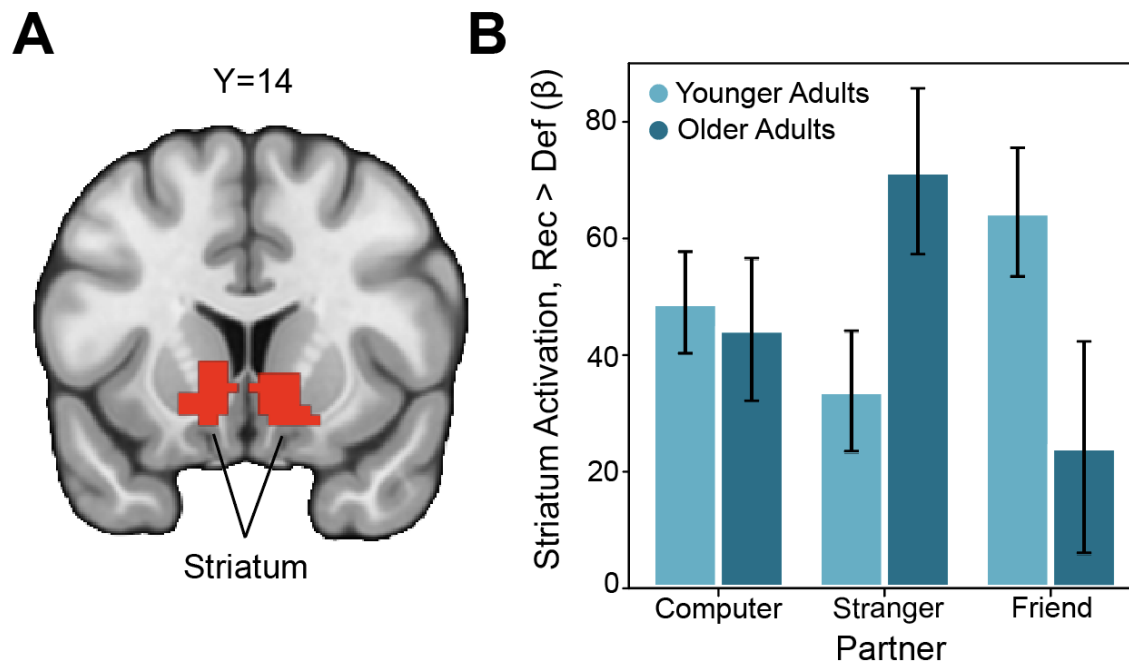 A
Y=14
Striatum
B
Striatum Activation, Rec > Def (β)
Younger Adults
Older Adults
80
60
40
20
0
Computer
Stranger
Friend
Partner